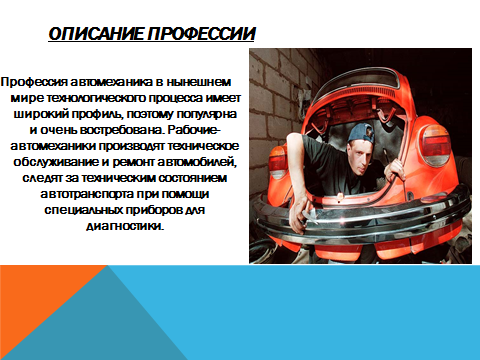 ОПИСАНИЕ ПРОФЕССИИ
Профессия автомеханика в нынешнем
мире технологического процесса имеет
широкий профиль, поэтому популярна
и очень востребована. Рабочие-
автомеханики производят техническое
обслуживание и ремонт автомобилей,
следят за техническим состоянием
автотранспорта при помощи
специальных приборов для
диагностики.